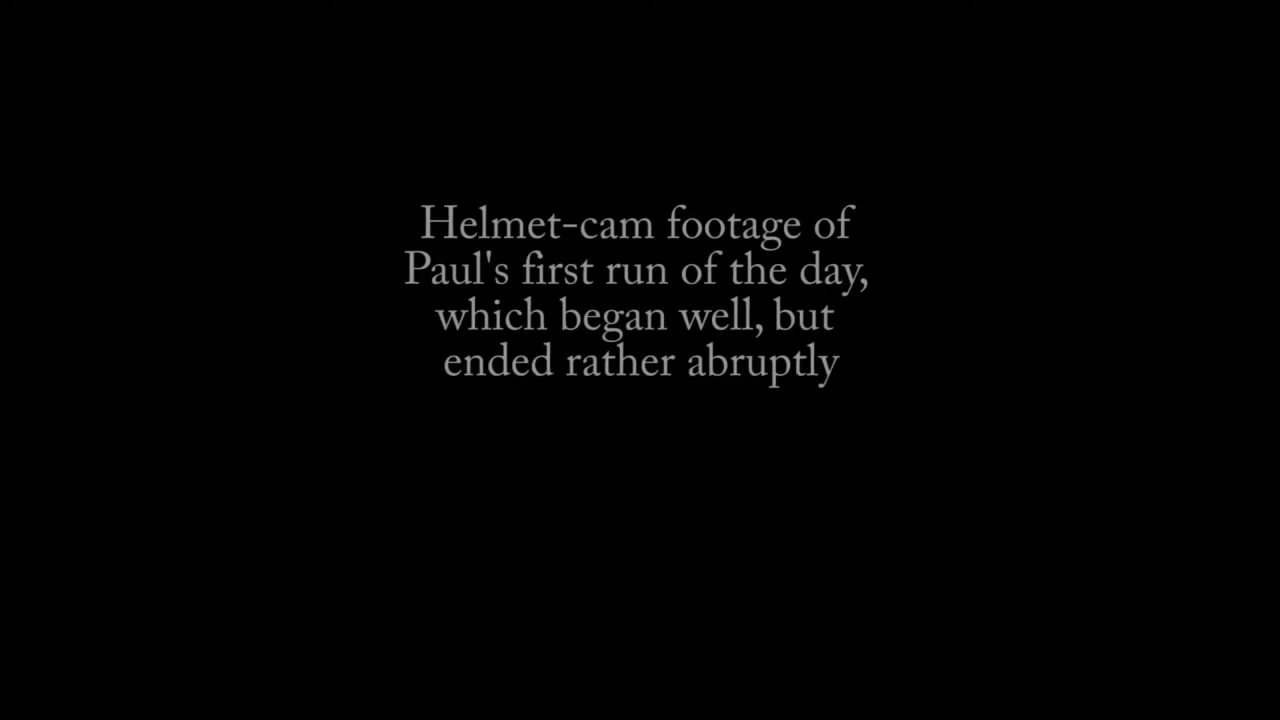 Helmet-cam footage of
Paul's first run of the day,
which began well, but
ended rather abruptly